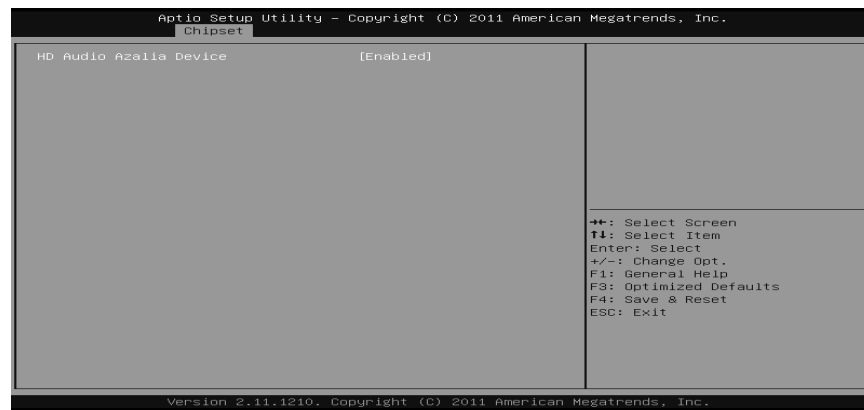 Aptio Setup Utility – Copyright (C) 2011 American Megatrends, Inc.
Chipset
HD Audio Azalia Device [Enabled]
→←: Select Screen
↑↓: Select Item
Enter: Select
+/-: Change Opt.
F1: General Help
F3: Optimized Defaults
F4: Save & Reset
ESC: Exit
Version 2.11.1210. Copyright (C) 2011 American Megatrends, Inc.